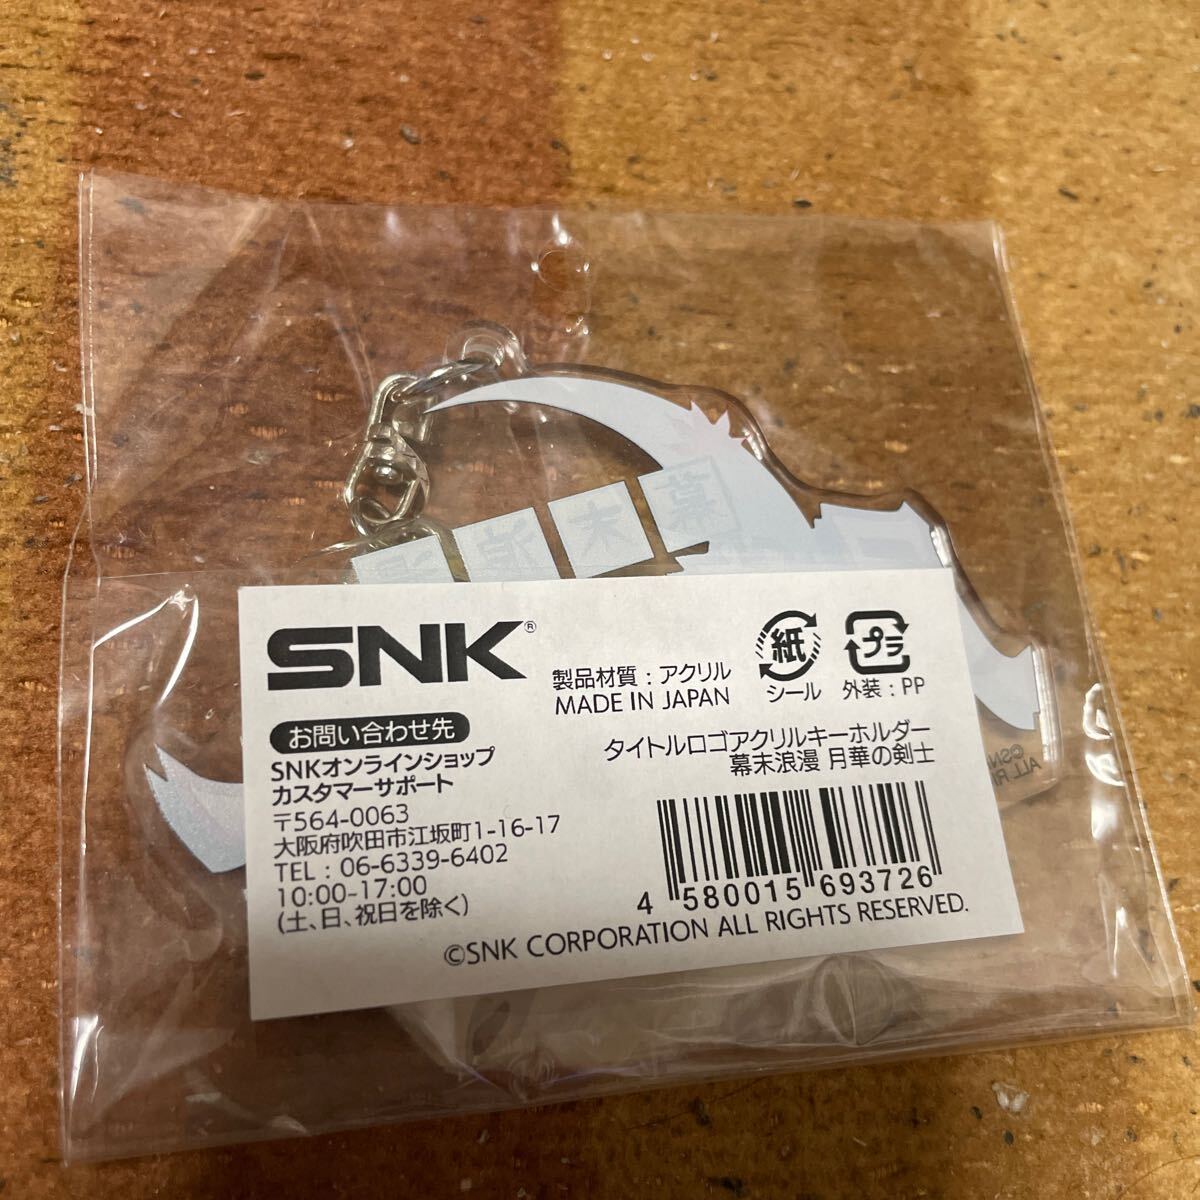 幕末浪
SNK®
製品材質：アクリル
MADE IN JAPAN
紙
シール
プラ
外装：PP
お問い合わせ先
SNKオンラインショップ
カスタマーサポート
〒564-0063
大阪府吹田市江坂町1-16-17
TEL：06-6339-6402
10:00~17:00
(土、日、祝日を除く)
タイトルロゴアクリルキーホルダー
幕末浪漫 月華の剣士
4 580015 693726
©SNK CORPORATION ALL RIGHTS RESERVED.
©SN
ALL RI